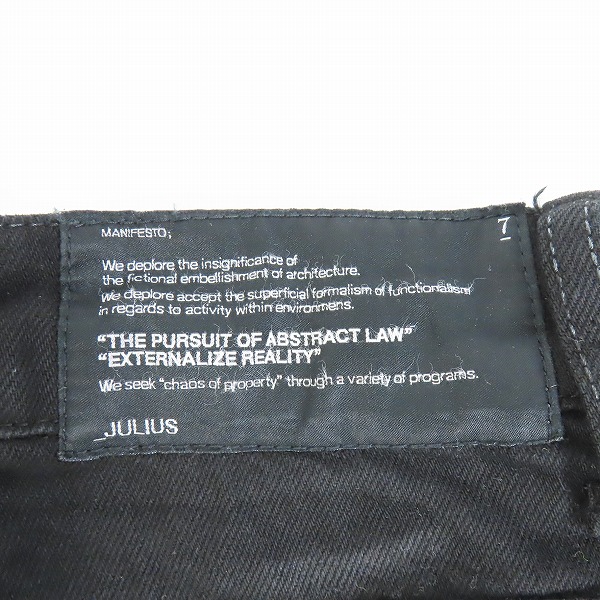 MANIFESTO;
7
We deplore the insignificance of
the fictional embellishment of architecture.
We deplore accept the superficial formalism of functionalism
in regards to activity within environmens.
"THE PURSUIT OF ABSTRACT LAW"
"EXTERNALIZE REALITY"
We seek "chaos of property" through a variety of programs.
_JULIUS